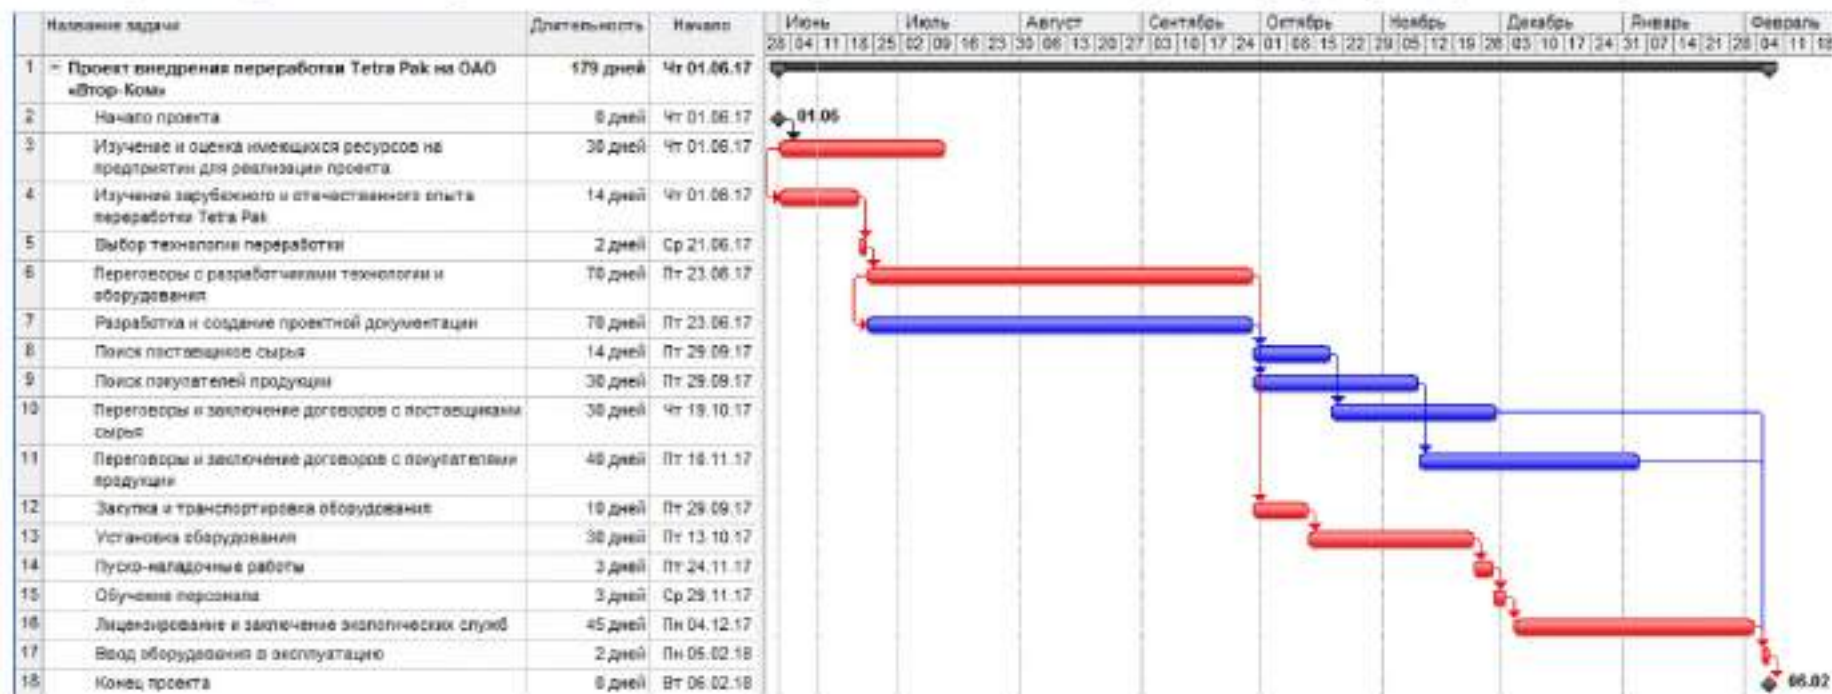 Название задачи Длительность Начало Июнь Июль Август Сентябрь Октябрь Ноябрь Декабрь Январь Февраль
28 04 11 18 25 02 09 16 23 30 06 13 20 27 03 10 17 24 01 08 15 22 29 05 12 19 26 03 10 17 24 31 07 14 21 28 04 11 18
1 Проект внедрения переработки Tetra Pak на ОАО 179 дней Чт 01.06.17
«Втор-Ком»
2 Начало проекта 0 дней Чт 01.06.17 01.06
3 Изучение и оценка имеющихся ресурсов на 30 дней Чт 01.06.17
предприятии для реализации проекта
4 Изучение зарубежного и отечественного опыта 14 дней Чт 01.06.17
переработки Tetra Pak
5 Выбор технологии переработки 2 дней Ср 21.06.17
6 Переговоры с разработчиками технологии и 70 дней Пт 23.06.17
оборудования
7 Разработка и создание проектной документации 70 дней Пт 23.06.17
8 Поиск поставщиков сырья 14 дней Пт 29.09.17
9 Поиск покупателей продукции 30 дней Пт 29.09.17
10 Переговоры и заключение договоров с поставщиками 30 дней Чт 19.10.17
сырья
11 Переговоры и заключение договоров с покупателями 40 дней Пт 10.11.17
продукции
12 Закупка и транспортировка оборудования 10 дней Пт 29.09.17
13 Установка оборудования 30 дней Пт 13.10.17
14 Пуско-наладочные работы 3 дней Пт 24.11.17
15 Обучение персонала 3 дней Ср 29.11.17
16 Лицензирование и заключение экологических служб 45 дней Пн 04.12.17
17 Ввод оборудования в эксплуатацию 2 дней Пн 05.02.18
18 Конец проекта 0 дней Вт 06.02.18 06.02